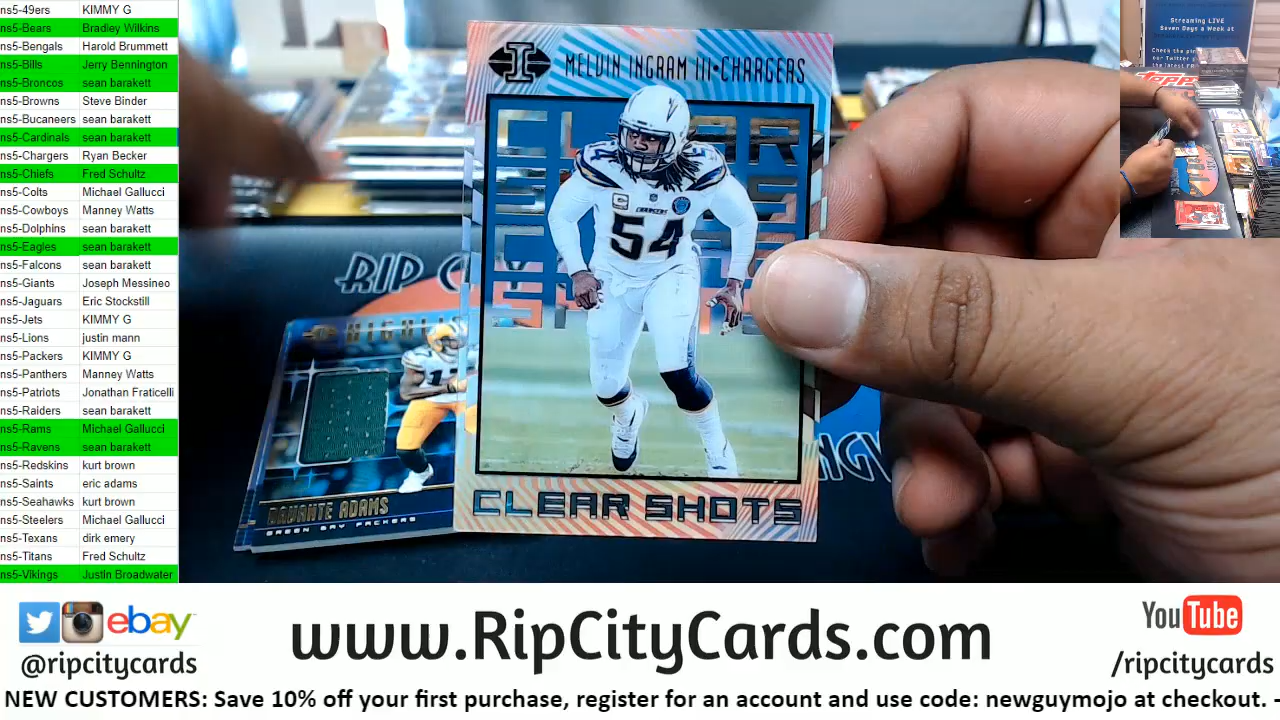 ns5-49ers KIMMY G
ns5-Bears Bradley Wilkins
ns5-Bengals Harold Brummett
ns5-Bills Jerry Bennington
ns5-Broncos sean barakett
ns5-Browns Steve Binder
ns5-Bucaneers sean barakett
ns5-Cardinals sean barakett
ns5-Chargers Ryan Becker
ns5-Chiefs Fred Schultz
ns5-Colts Michael Gallucci
ns5-Cowboys Manney Watts
ns5-Dolphins sean barakett
ns5-Eagles sean barakett
ns5-Falcons sean barakett
ns5-Giants Joseph Messineo
ns5-Jaguars Eric Stockstill
ns5-Jets KIMMY G
ns5-Lions justin mann
ns5-Packers KIMMY G
ns5-Panthers Manney Watts
ns5-Patriots Jonathan Fraticelli
ns5-Raiders sean barakett
ns5-Rams Michael Gallucci
ns5-Ravens sean barakett
ns5-Redskins kurt brown
ns5-Saints eric adams
ns5-Seahawks kurt brown
ns5-Steelers Michael Gallucci
ns5-Texans dirk emery
ns5-Titans Fred Schultz
ns5-Vikings Justin Broadwater
I MELVIN INGRAM III•CHARGERS
CLEAR
CHARGERS
54
CLEAR SHOTS
RIP
DAVANTE ADAMS
GREEN BAY PACKERS
Streaming LIVE
Seven Days a Week at
Topps
ebay
@ripcitycards
www.RipCityCards.com
YouTube
/ripcitycards
NEW CUSTOMERS: Save 10% off your first purchase, register for an account and use code: newguymojo at checkout. -